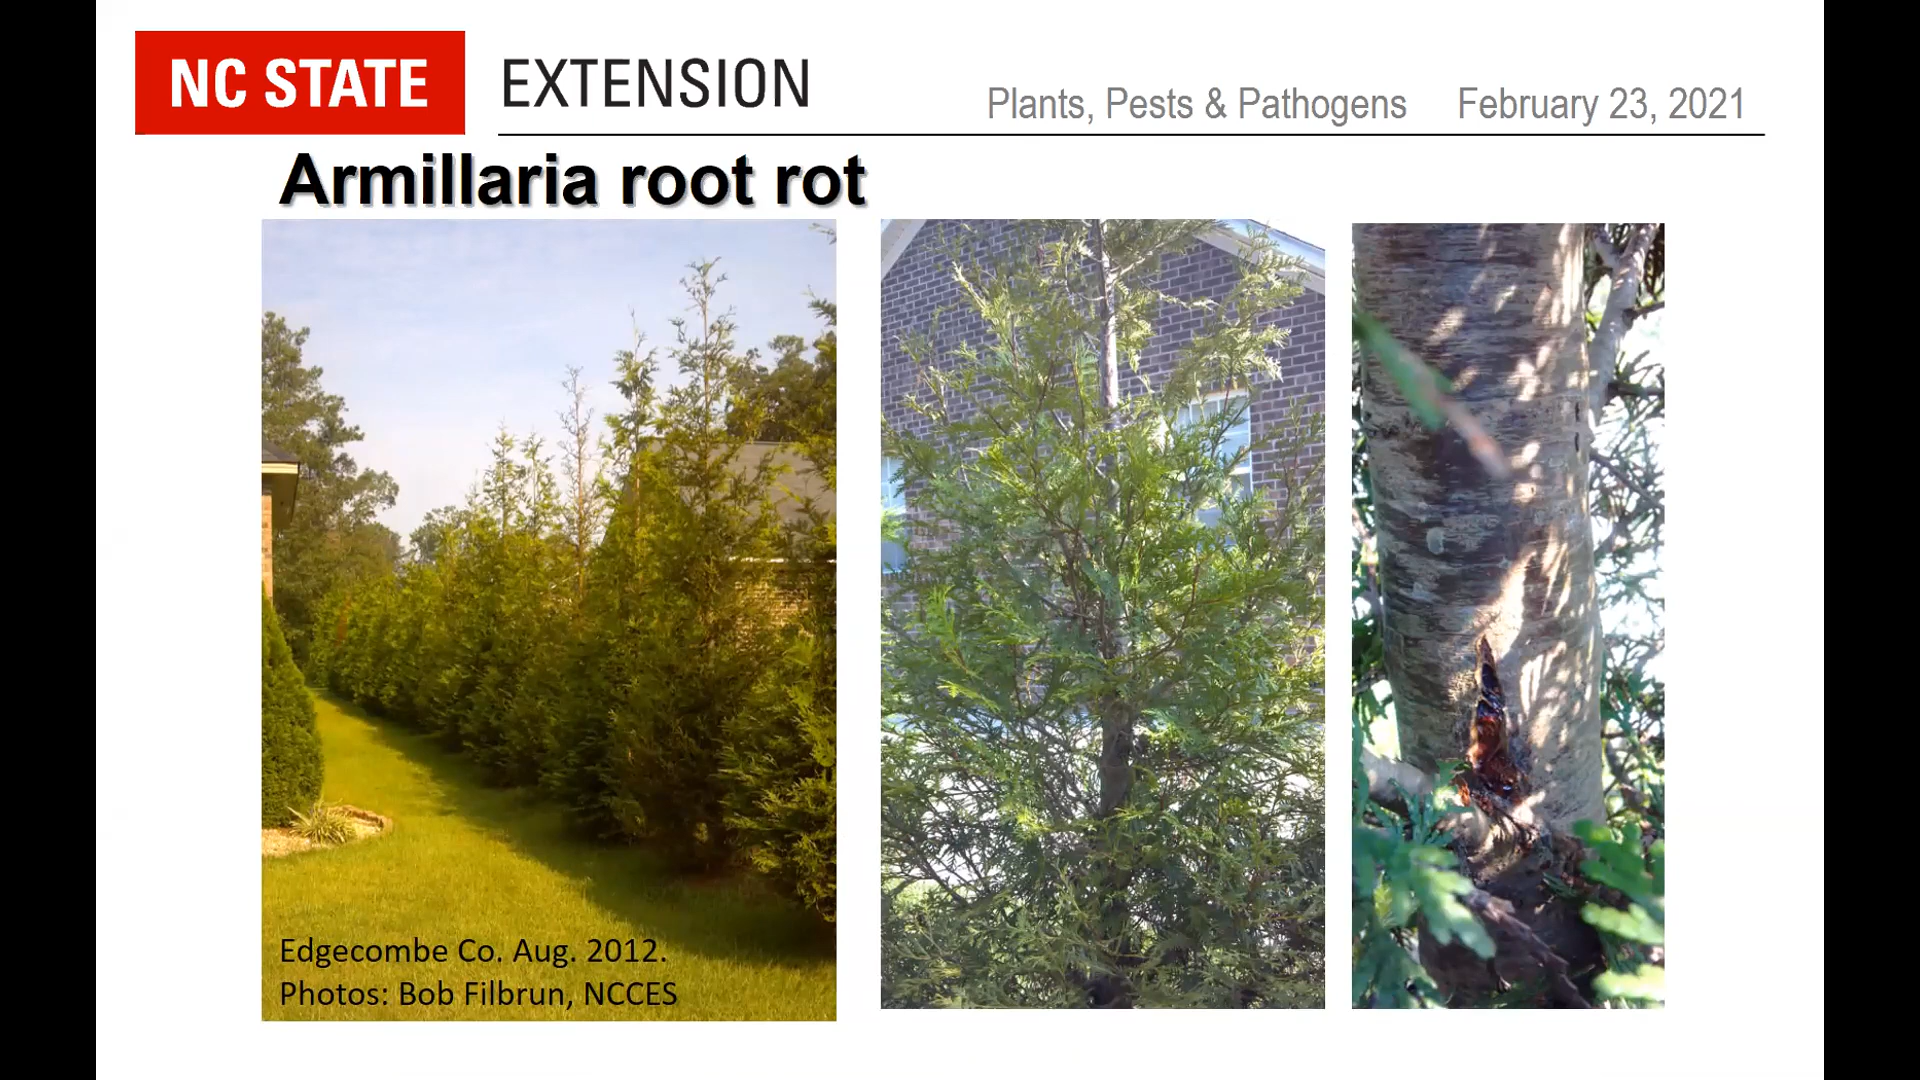 NC STATE EXTENSION
Plants, Pests & Pathogens February 23, 2021
Armillaria root rot
Edgecombe Co. Aug. 2012.
Photos: Bob Filbrun, NCCES